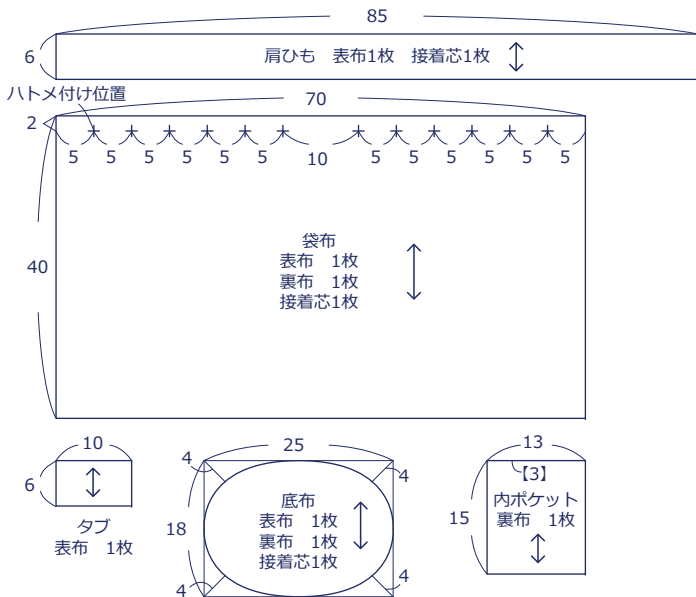 85
6
肩ひも 表布1枚 接着芯1枚
ハトメ付け位置
70
2
5 5 5 5 5 5 10 5 5 5 5 5 5
40
袋布
表布 1枚
裏布 1枚
接着芯1枚
10
6
タブ
表布 1枚
25
4
4
18
底布
表布 1枚
裏布 1枚
接着芯1枚
4
4
13
【3】
15
内ポケット
裏布 1枚